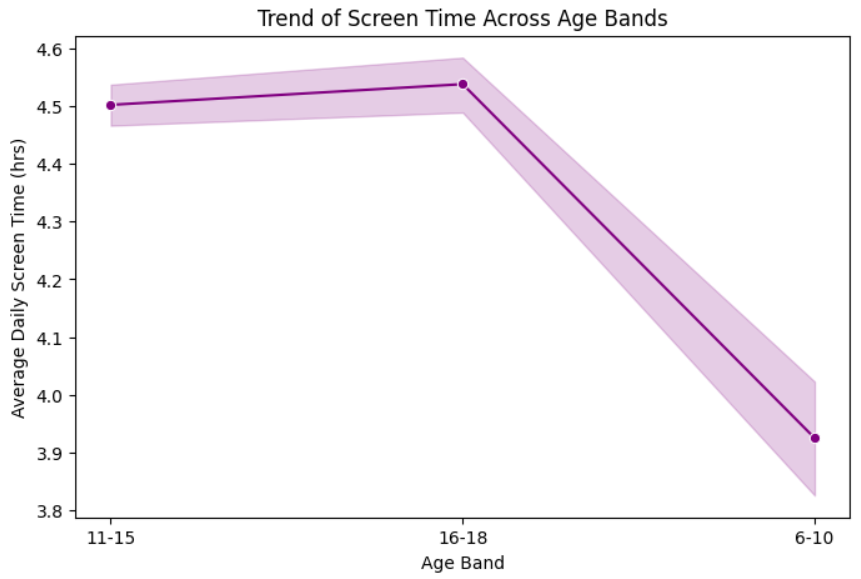 Trend of Screen Time Across Age Bands
Average Daily Screen Time (hrs)
4.6
4.5
4.4
4.3
4.2
4.1
4.0
3.9
3.8
11-15 16-18 6-10
Age Band